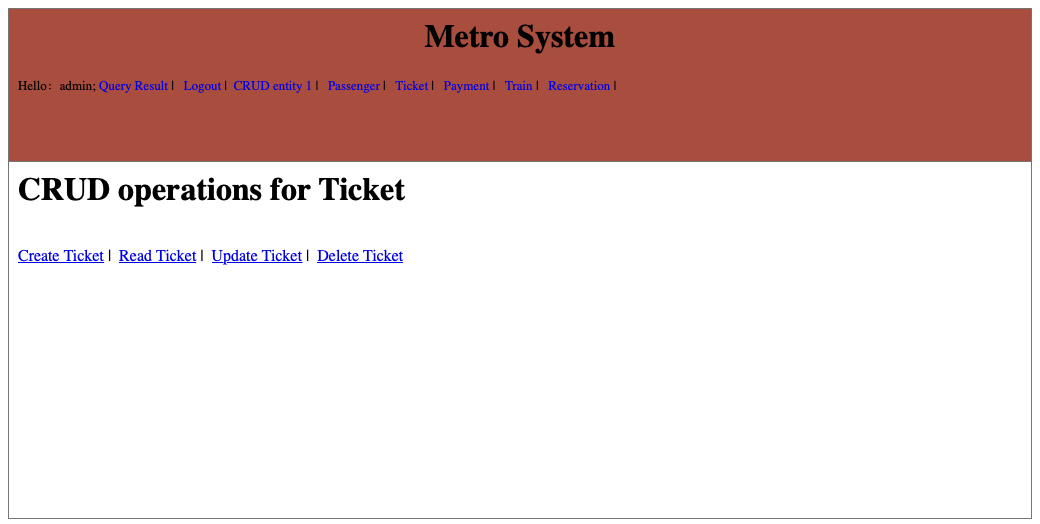 Metro System
Hello： admin; Query Result | Logout | CRUD entity 1 | Passenger | Ticket | Payment | Train | Reservation |
CRUD operations for Ticket
Create Ticket | Read Ticket | Update Ticket | Delete Ticket